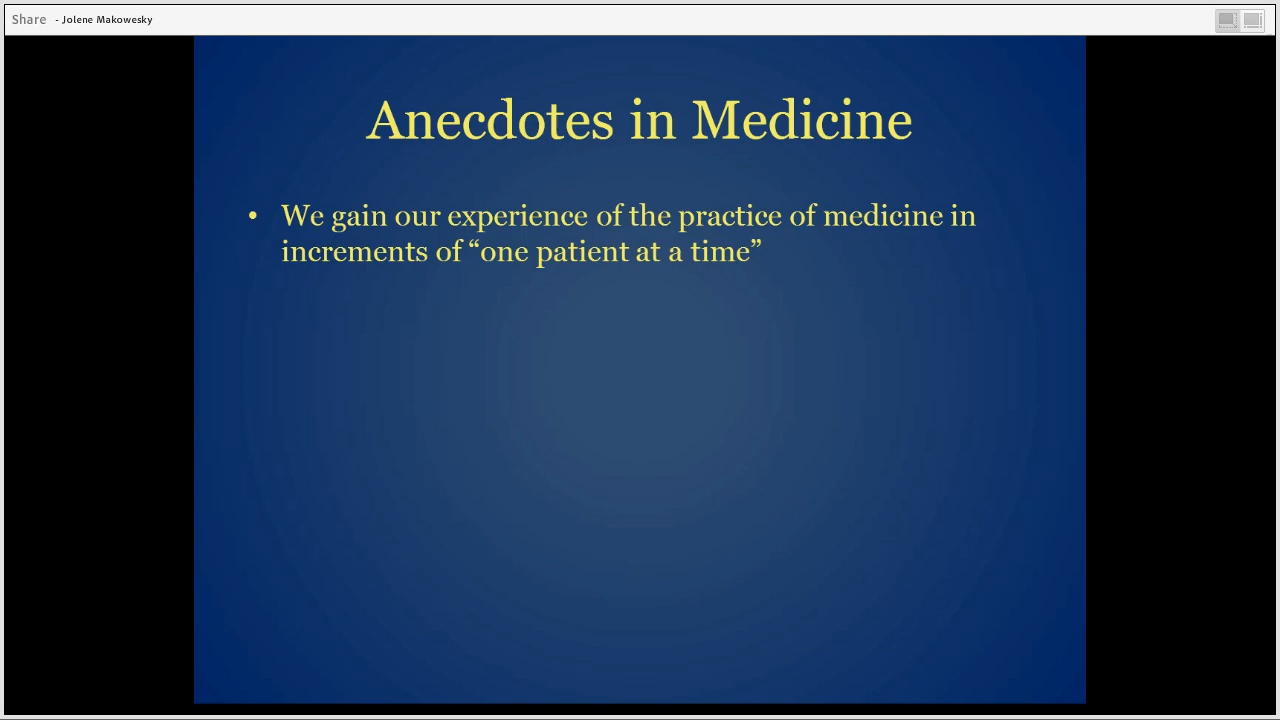 Share - Jolene Makowesky
Anecdotes in Medicine
• We gain our experience of the practice of medicine in
increments of “one patient at a time”